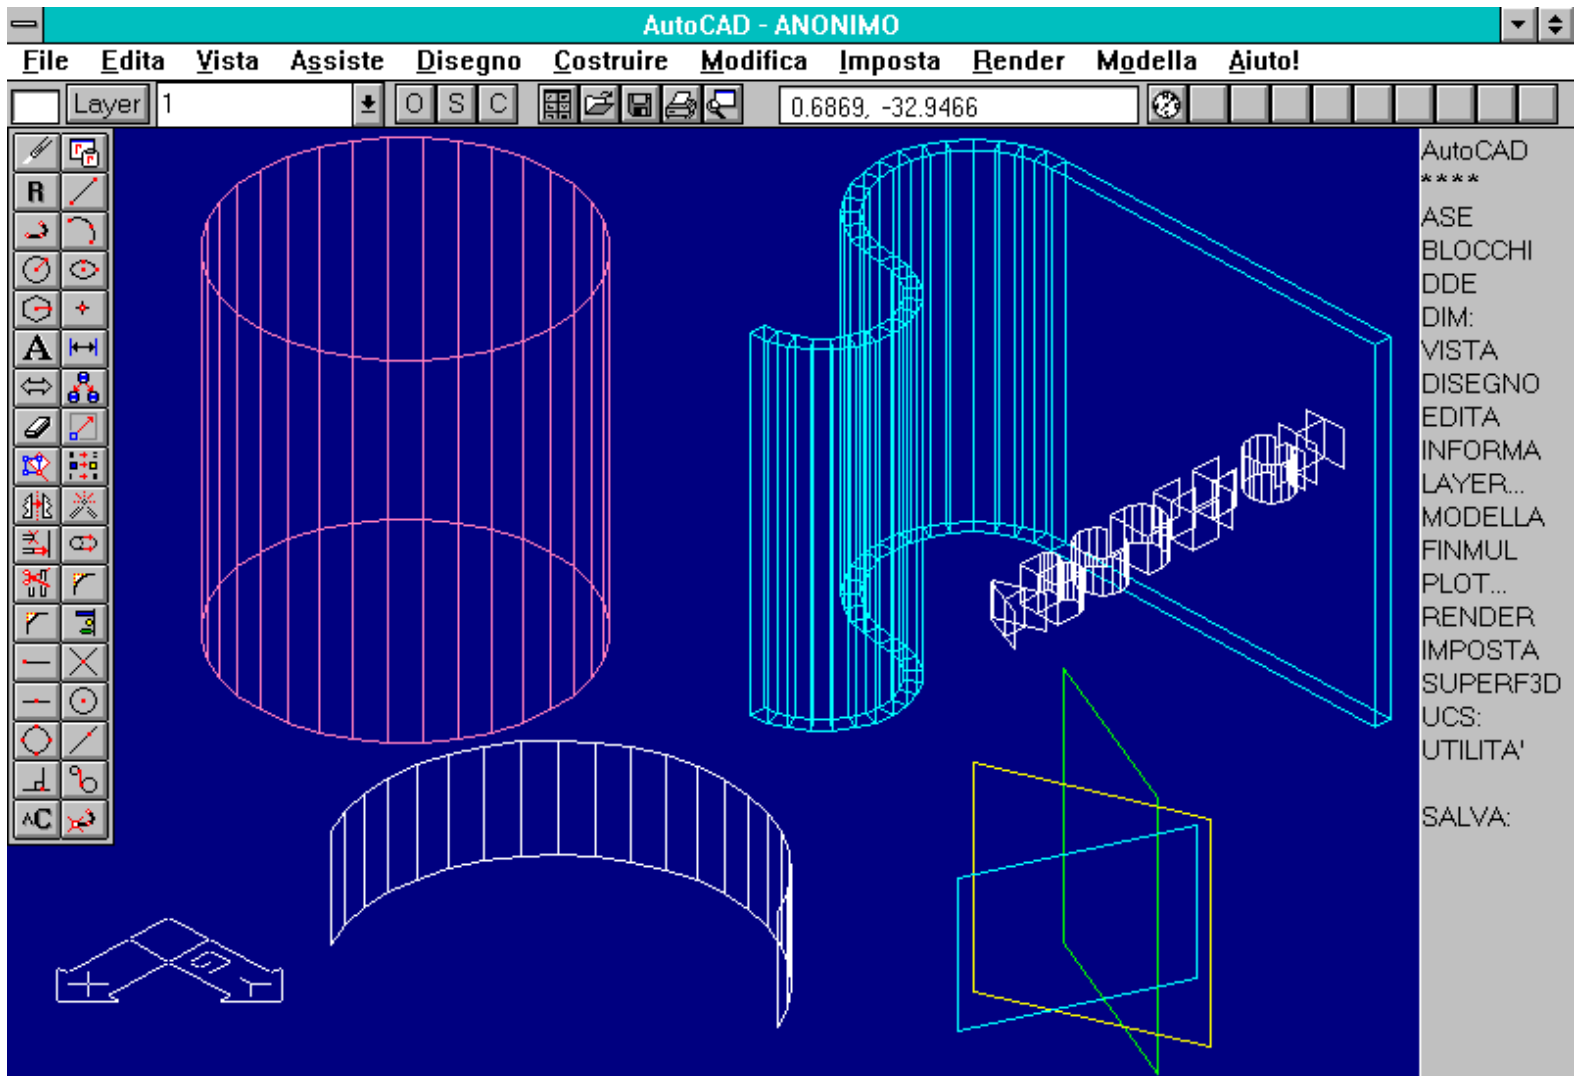 AutoCAD - ANONIMO
File Edita Vista Assiste Disegno Costruire Modifica Imposta Render Modella Aiuto!
Layer 1 O S C 0.6869, -32.9466
AutoCAD
* * * *
ASE
BLOCCHI
DDE
DIM:
VISTA
DISEGNO
EDITA
INFORMA
LAYER...
MODELLA
FINMUL
PLOT...
RENDER
IMPOSTA
SUPERF3D
UCS:
UTILITA'
SALVA:
R
A
^C